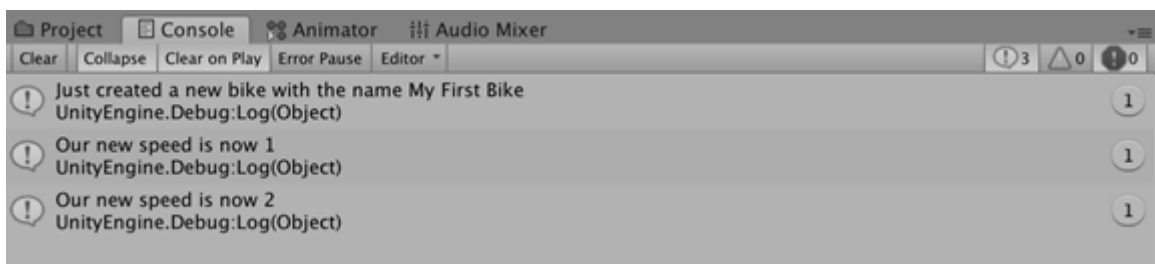 Project Console Animator Audio Mixer
Clear Collapse Clear on Play Error Pause Editor 3 0 0
Just created a new bike with the name My First Bike
UnityEngine.Debug:Log(Object)
1
Our new speed is now 1
UnityEngine.Debug:Log(Object)
1
Our new speed is now 2
UnityEngine.Debug:Log(Object)
1